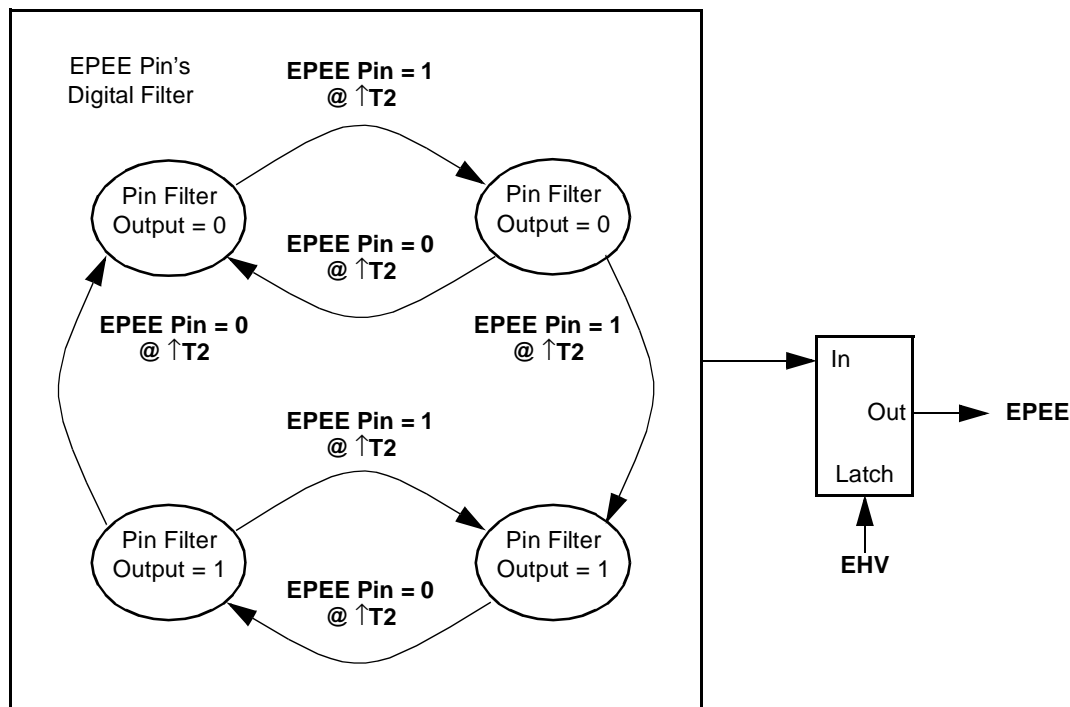 EPEE Pin's
Digital Filter
EPEE Pin = 1
@ ↑T2
Pin Filter
Output = 0
Pin Filter
Output = 0
EPEE Pin = 0
@ ↑T2
EPEE Pin = 0
@ ↑T2
EPEE Pin = 1
@ ↑T2
In
Out
EPEE
Latch
EHV
EPEE Pin = 1
@ ↑T2
Pin Filter
Output = 1
Pin Filter
Output = 1
EPEE Pin = 0
@ ↑T2